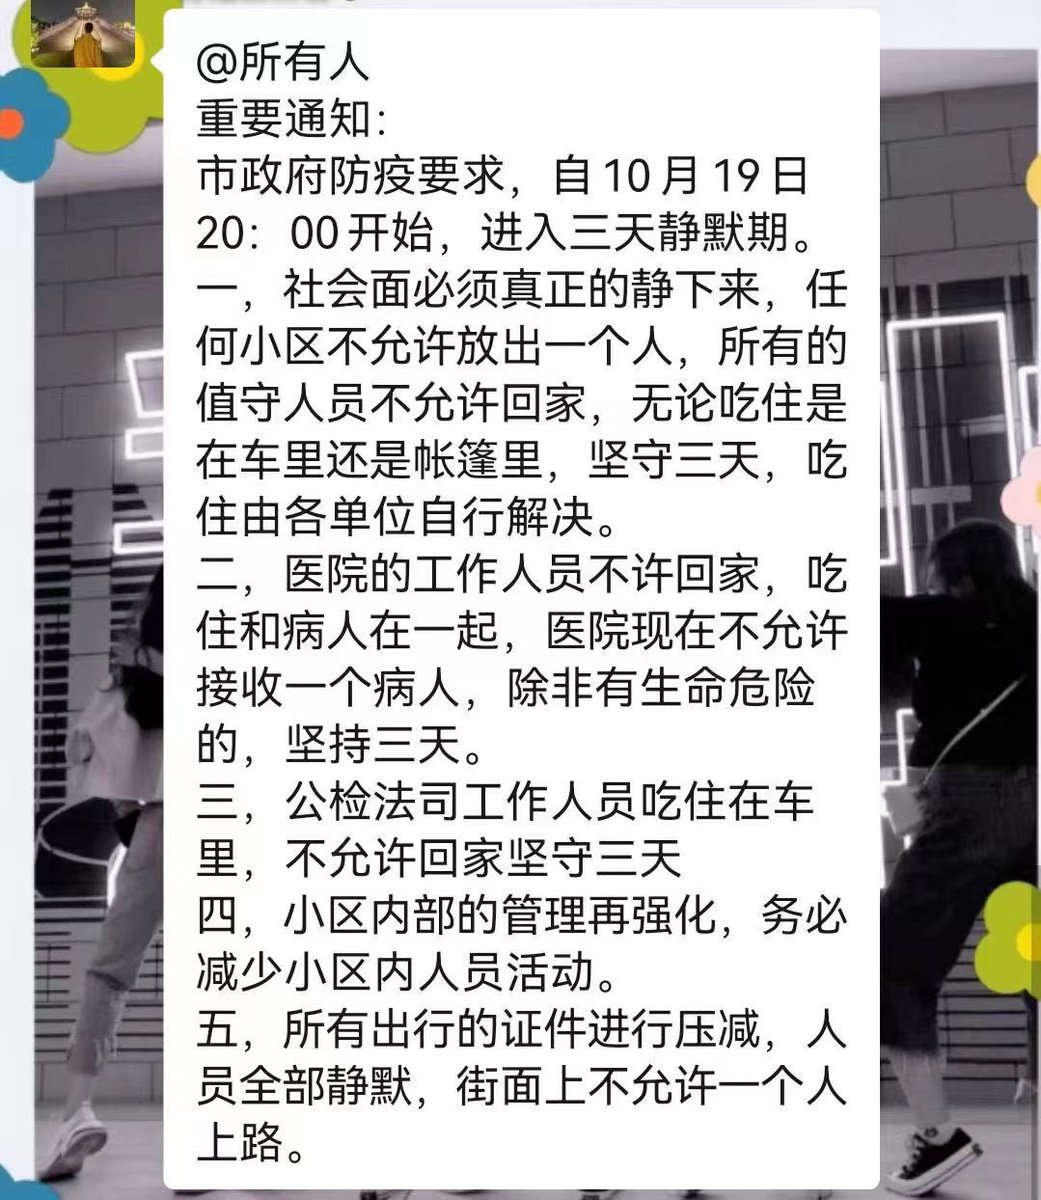 @所有人
重要通知：
市政府防疫要求，自10月19日
20：00开始，进入三天静默期。
一，社会面必须真正的静下来，任
何小区不允许放出一个人，所有的
值守人员不允许回家，无论吃住是
在车里还是帐篷里，坚守三天，吃
住由各单位自行解决。
二，医院的工作人员不许回家，吃
住和病人在一起，医院现在不允许
接收一个病人，除非有生命危险
的，坚持三天。
三，公检法司工作人员吃住在车
里，不允许回家坚守三天
四，小区内部的管理再强化，务必
减少小区内人员活动。
五，所有出行的证件进行压减，人
员全部静默，街面上不允许一个人
上路。